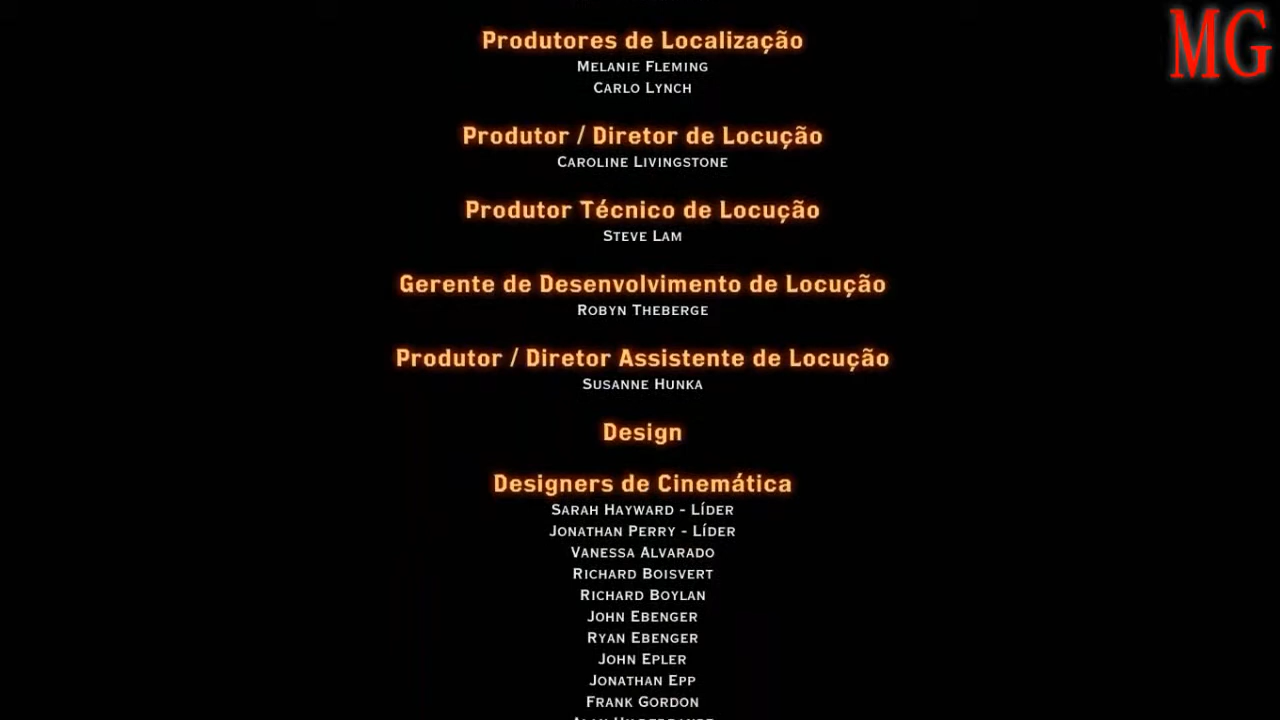 MG
Produtores de Localização
Melanie Fleming
Carlo Lynch
Produtor / Diretor de Locução
Caroline Livingstone
Produtor Técnico de Locução
Steve Lam
Gerente de Desenvolvimento de Locução
Robyn Theberge
Produtor / Diretor Assistente de Locução
Susanne Hunka
Design
Designers de Cinemática
Sarah Hayward - Líder
Jonathan Perry - Líder
Vanessa Alvarado
Richard Boisvert
Richard Boylan
John Ebenger
Ryan Ebenger
John Epler
Jonathan Epp
Frank Gordon